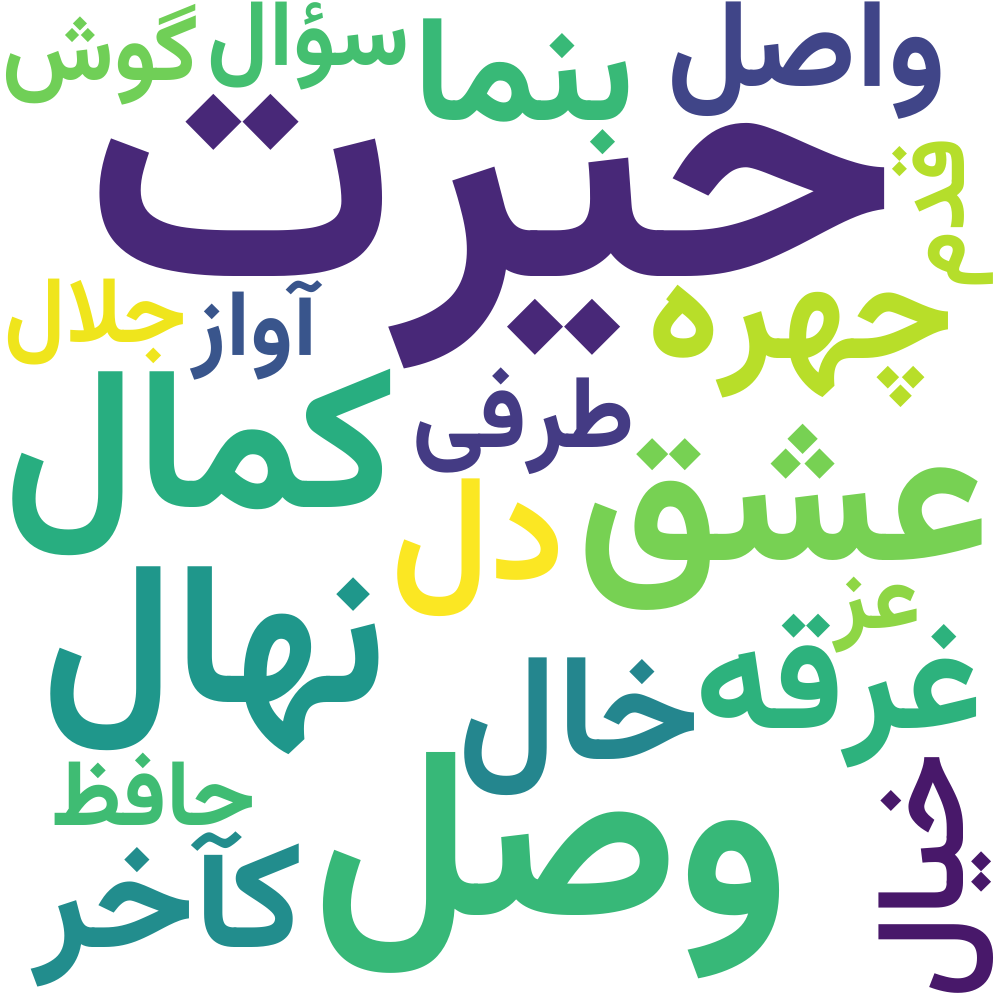 واصل
بنما
سؤال
گوش
حیرت
قدم
چهره
آواز
جلال
کمال
طرفی
عشق
دل
نهال
عز
غرقه
خال
وصل
حافظ
کآخر
خیال